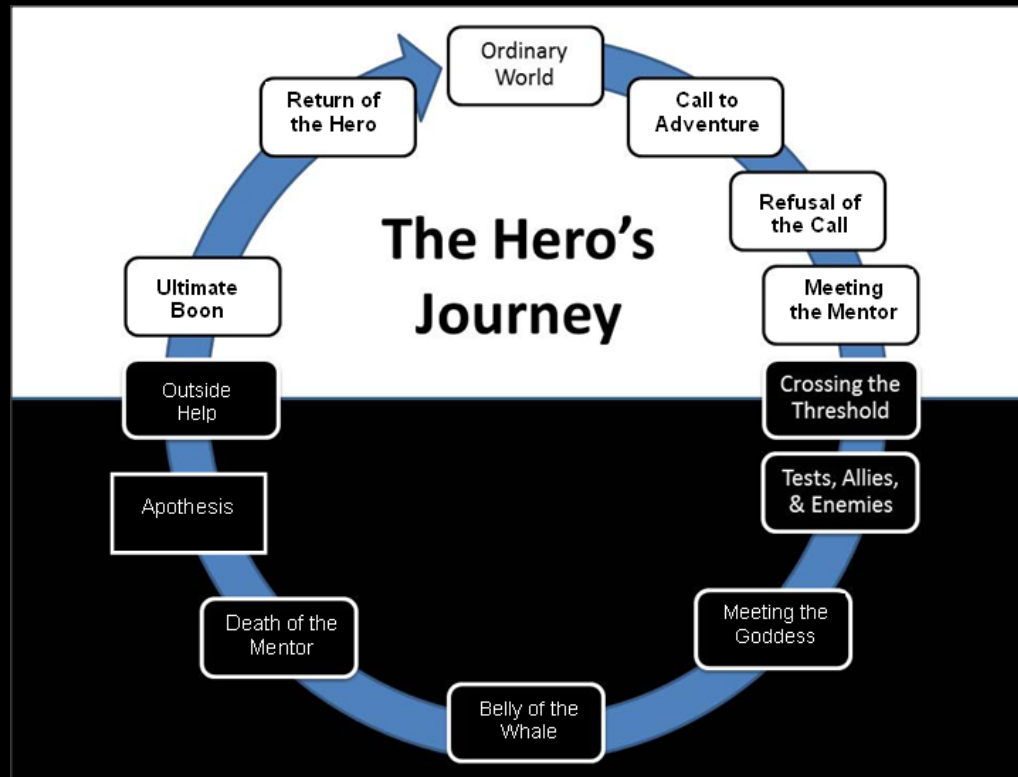 The Hero's
Journey
Ordinary
World
Call to
Adventure
Refusal of
the Call
Meeting
the Mentor
Crossing the
Threshold
Tests, Allies,
& Enemies
Meeting the
Goddess
Belly of the
Whale
Death of the
Mentor
Apothesis
Outside
Help
Ultimate
Boon
Return of
the Hero